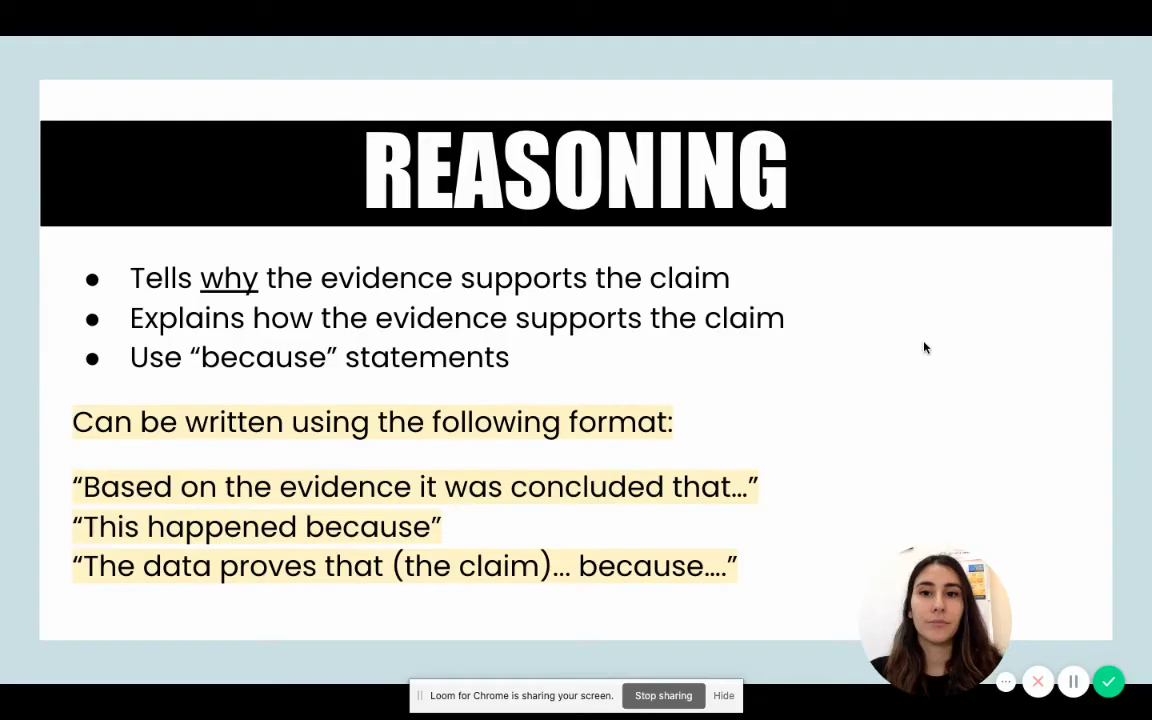 REASONING
● Tells why the evidence supports the claim
● Explains how the evidence supports the claim
● Use “because” statements
Can be written using the following format:
“Based on the evidence it was concluded that...”
“This happened because”
“The data proves that (the claim)... because....”
Loom for Chrome is sharing your screen. Stop sharing Hide